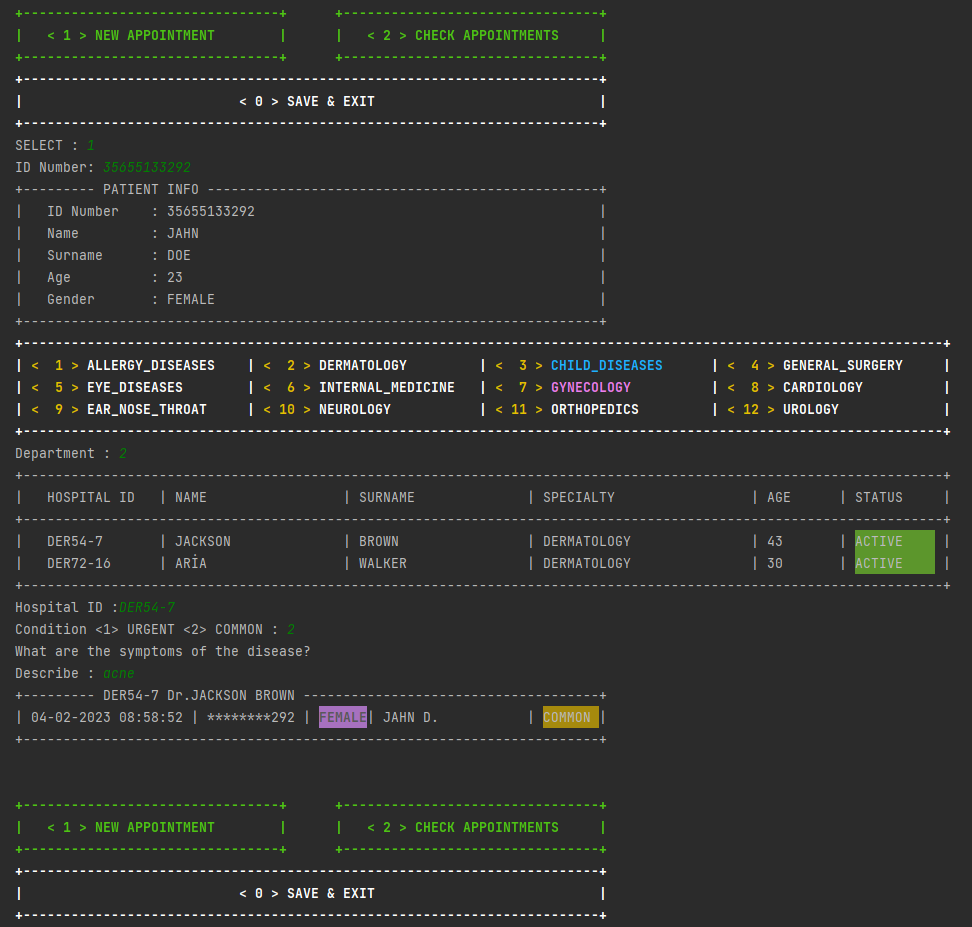 +--------------------------------+      +--------------------------------+
|   < 1 > NEW APPOINTMENT        |      |   < 2 > CHECK APPOINTMENTS     |
+--------------------------------+      +--------------------------------+
+------------------------------------------------------------------------+
|                           < 0 > SAVE & EXIT                            |
+------------------------------------------------------------------------+
SELECT : 1
ID Number: 35655133292
+--------- PATIENT INFO -------------------------------------------------+
|   ID Number    : 35655133292                                           |
|   Name         : JAHN                                                  |
|   Surname      : DOE                                                   |
|   Age          : 23                                                    |
|   Gender       : FEMALE                                                |
+------------------------------------------------------------------------+
+-------------------------------------------------------------------------------------------------------------------+
| <  1 > ALLERGY_DISEASES    | <  2 > DERMATOLOGY         | <  3 > CHILD_DISEASES      | <  4 > GENERAL_SURGERY     |
| <  5 > EYE_DISEASES        | <  6 > INTERNAL_MEDICINE   | <  7 > GYNECOLOGY          | <  8 > CARDIOLOGY          |
| <  9 > EAR_NOSE_THROAT     | < 10 > NEUROLOGY           | < 11 > ORTHOPEDICS         | < 12 > UROLOGY             |
+-------------------------------------------------------------------------------------------------------------------+
Department : 2
+-------------------------------------------------------------------------------------------------------------------+
|   HOSPITAL ID   | NAME                 | SURNAME              | SPECIALTY                 | AGE      | STATUS     |
+-------------------------------------------------------------------------------------------------------------------+
|   DER54-7       | JACKSON              | BROWN                | DERMATOLOGY               | 43       | ACTIVE     |
|   DER72-16      | ARİA                 | WALKER               | DERMATOLOGY               | 30       | ACTIVE     |
+-------------------------------------------------------------------------------------------------------------------+
Hospital ID :DER54-7
Condition <1> URGENT <2> COMMON : 2
What are the symptoms of the disease?
Describe : acne
+--------- DER54-7 Dr.JACKSON BROWN -------------------------------------+
| 04-02-2023 08:58:52 | ********292 | FEMALE| JAHN D.           | COMMON |
+------------------------------------------------------------------------+
+--------------------------------+      +--------------------------------+
|   < 1 > NEW APPOINTMENT        |      |   < 2 > CHECK APPOINTMENTS     |
+--------------------------------+      +--------------------------------+
+------------------------------------------------------------------------+
|                           < 0 > SAVE & EXIT                            |
+------------------------------------------------------------------------+